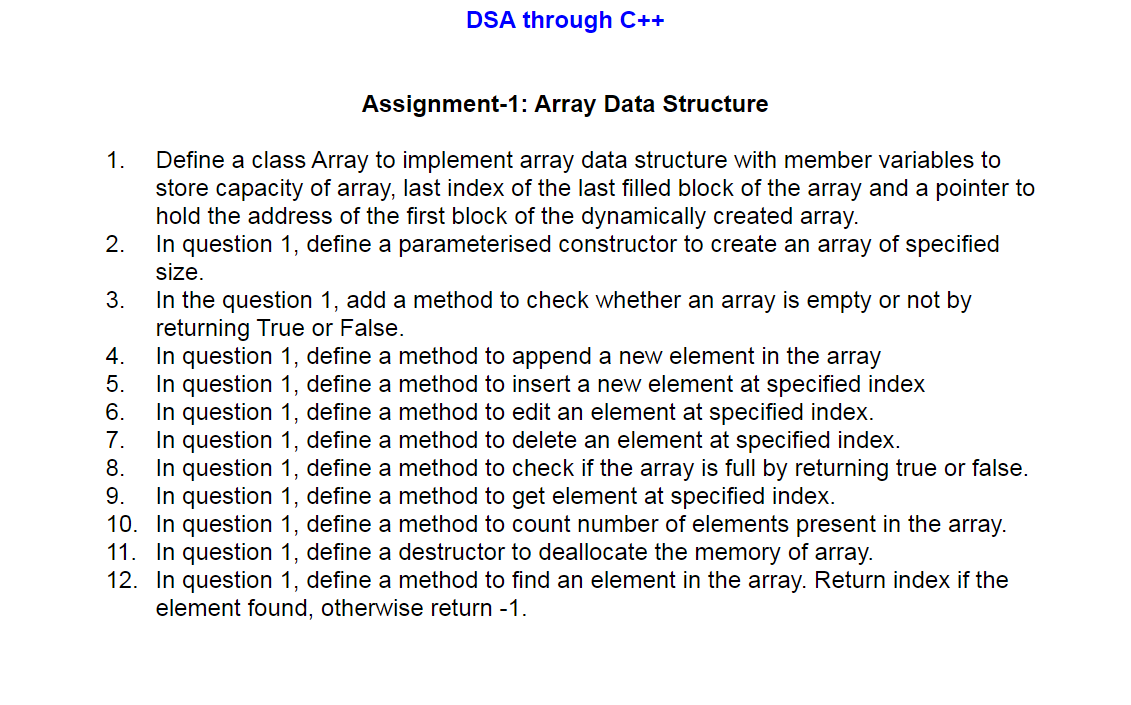 DSA through C++
Assignment-1: Array Data Structure
1. Define a class Array to implement array data structure with member variables to
store capacity of array, last index of the last filled block of the array and a pointer to
hold the address of the first block of the dynamically created array.
2. In question 1, define a parameterised constructor to create an array of specified
size.
3. In the question 1, add a method to check whether an array is empty or not by
returning True or False.
4. In question 1, define a method to append a new element in the array
5. In question 1, define a method to insert a new element at specified index
6. In question 1, define a method to edit an element at specified index.
7. In question 1, define a method to delete an element at specified index.
8. In question 1, define a method to check if the array is full by returning true or false.
9. In question 1, define a method to get element at specified index.
10. In question 1, define a method to count number of elements present in the array.
11. In question 1, define a destructor to deallocate the memory of array.
12. In question 1, define a method to find an element in the array. Return index if the
element found, otherwise return -1.